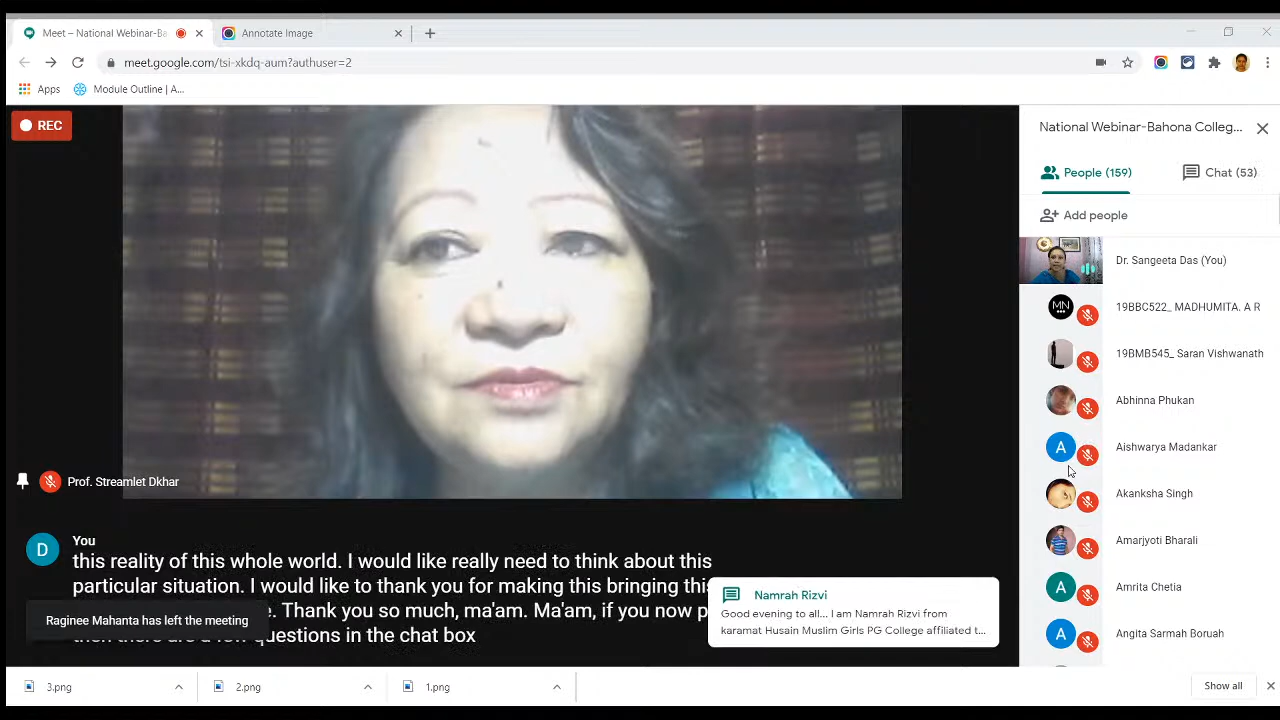 Meet – National Webinar-Ba
Annotate Image
meet.google.com/tsi-xkdq-aum?authuser=2
Apps
Module Outline | A...
REC
National Webinar-Bahona Colleg...
People (159)
Chat (53)
Add people
Dr. Sangeeta Das (You)
MN
19BBC522_ MADHUMITA. A R
19BMB545_ Saran Vishwanath
Abhinna Phukan
A
Aishwarya Madankar
Akanksha Singh
Amarjyoti Bharali
A
Amrita Chetia
A
Angita Sarmah Boruah
Prof. Streamlet Dkhar
D
You
this reality of this whole world. I would like really need to think about this
particular situation. I would like to thank you for making this bringing this
Thank you so much, ma'am. Ma'am, if you now p
then there are a few questions in the chat box
Raginee Mahanta has left the meeting
Namrah Rizvi
Good evening to all... I am Namrah Rizvi from
karamat Husain Muslim Girls PG College affiliated t...
3.png
2.png
1.png
Show all